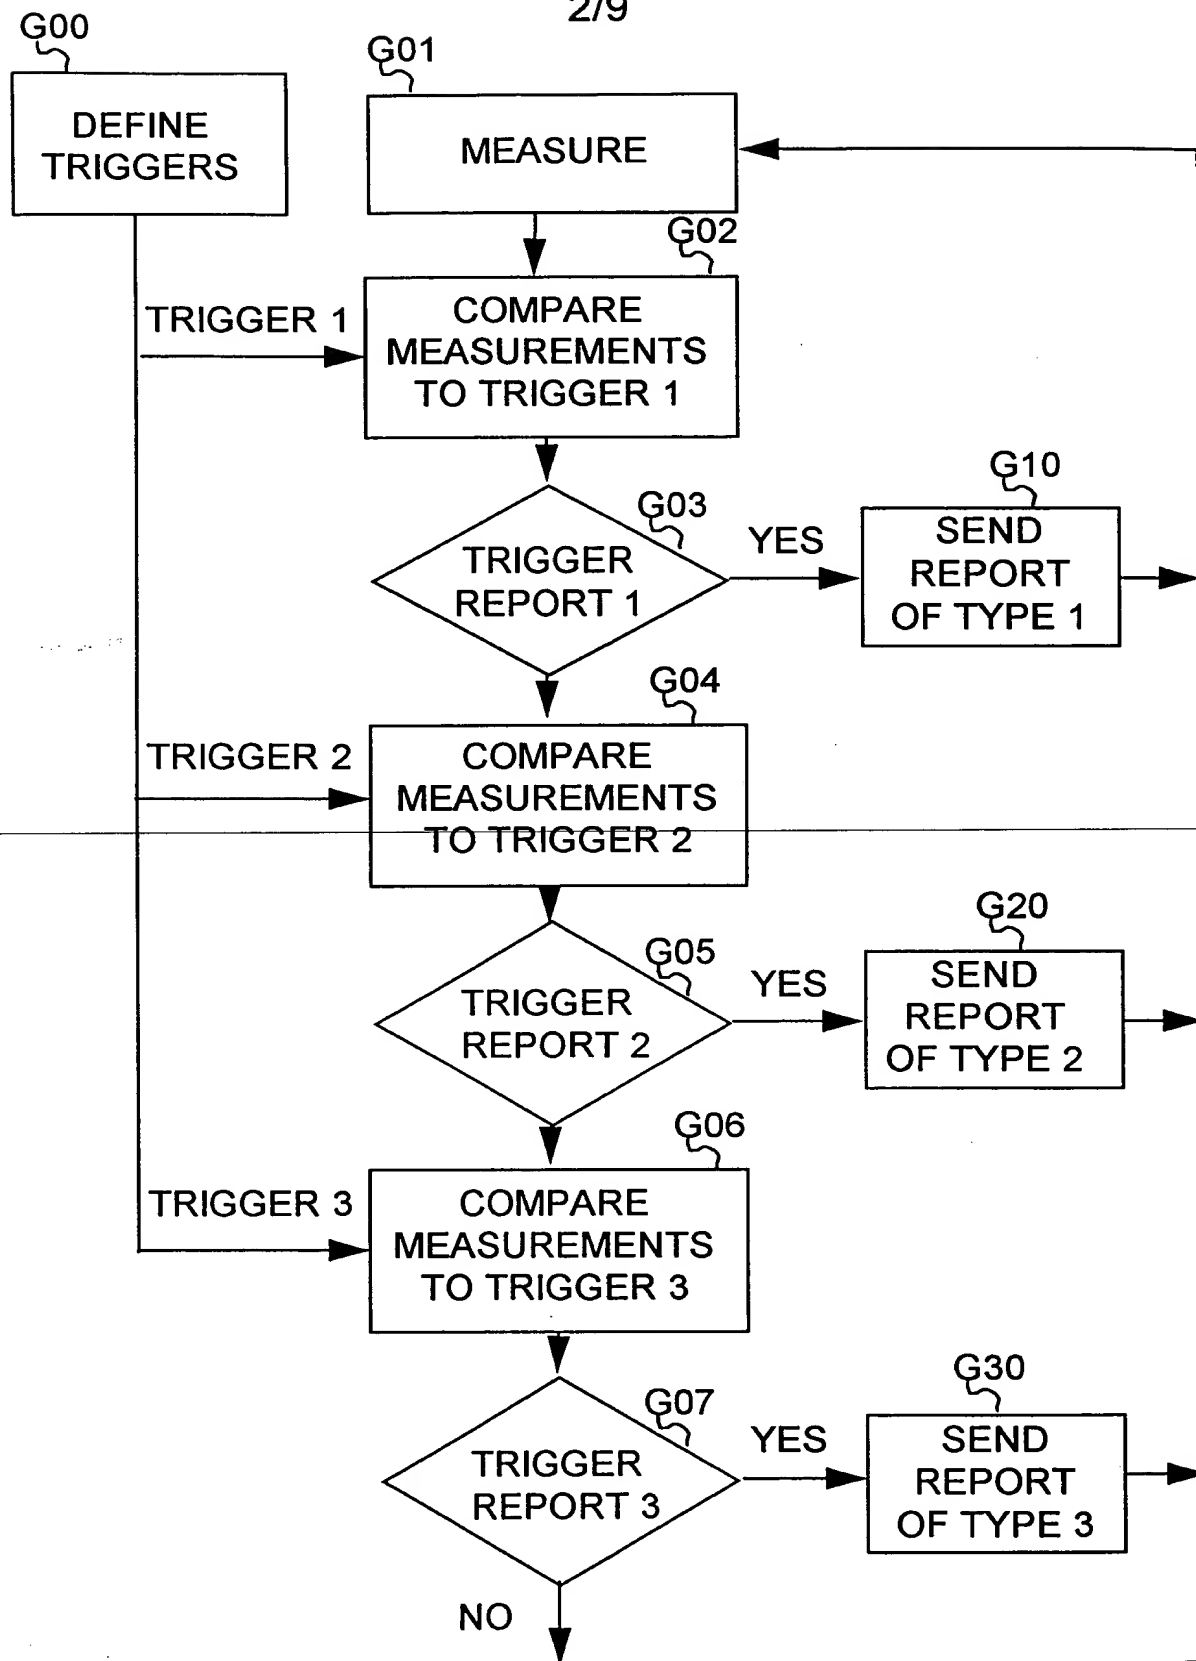 2/9
G00
G01
DEFINE
TRIGGERS
MEASURE
G02
TRIGGER 1
COMPARE
MEASUREMENTS
TO TRIGGER 1
G03
TRIGGER
REPORT 1
YES
G10
SEND
REPORT
OF TYPE 1
G04
TRIGGER 2
COMPARE
MEASUREMENTS
TO TRIGGER 2
G05
TRIGGER
REPORT 2
YES
G20
SEND
REPORT
OF TYPE 2
G06
TRIGGER 3
COMPARE
MEASUREMENTS
TO TRIGGER 3
G07
TRIGGER
REPORT 3
YES
G30
SEND
REPORT
OF TYPE 3
NO